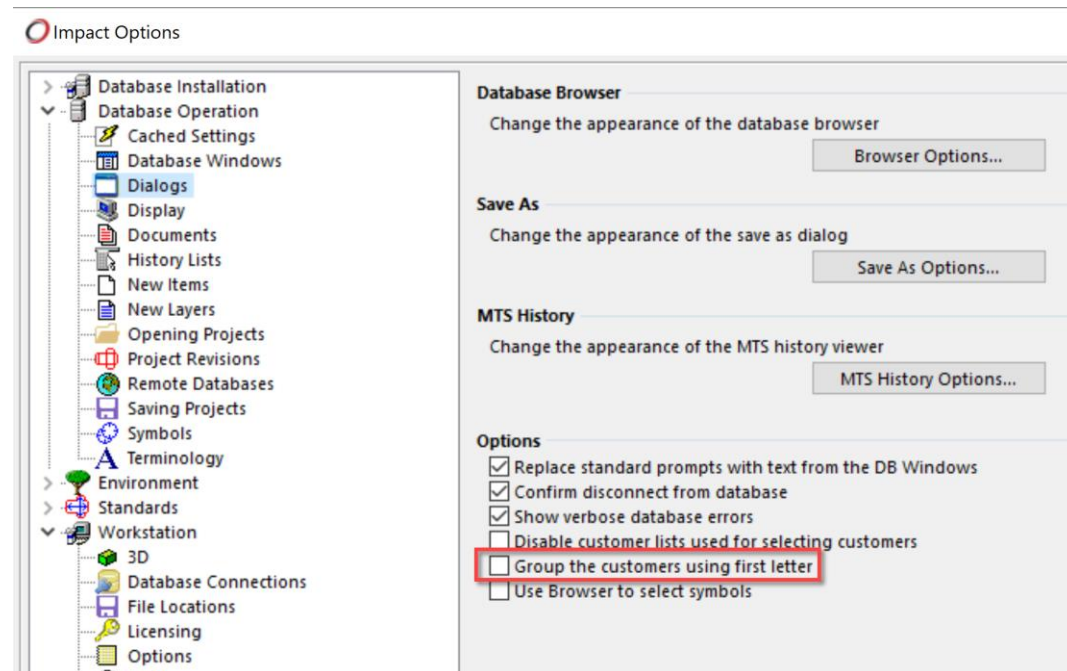 Impact Options
Database Installation
Database Operation
Cached Settings
Database Windows
Dialogs
Display
Documents
History Lists
New Items
New Layers
Opening Projects
Project Revisions
Remote Databases
Saving Projects
Symbols
Terminology
Environment
Standards
Workstation
3D
Database Connections
File Locations
Licensing
Options
Database Browser
Change the appearance of the database browser
Browser Options...
Save As
Change the appearance of the save as dialog
Save As Options...
MTS History
Change the appearance of the MTS history viewer
MTS History Options...
Options
Replace standard prompts with text from the DB Windows
Confirm disconnect from database
Show verbose database errors
Disable customer lists used for selecting customers
Group the customers using first letter
Use Browser to select symbols